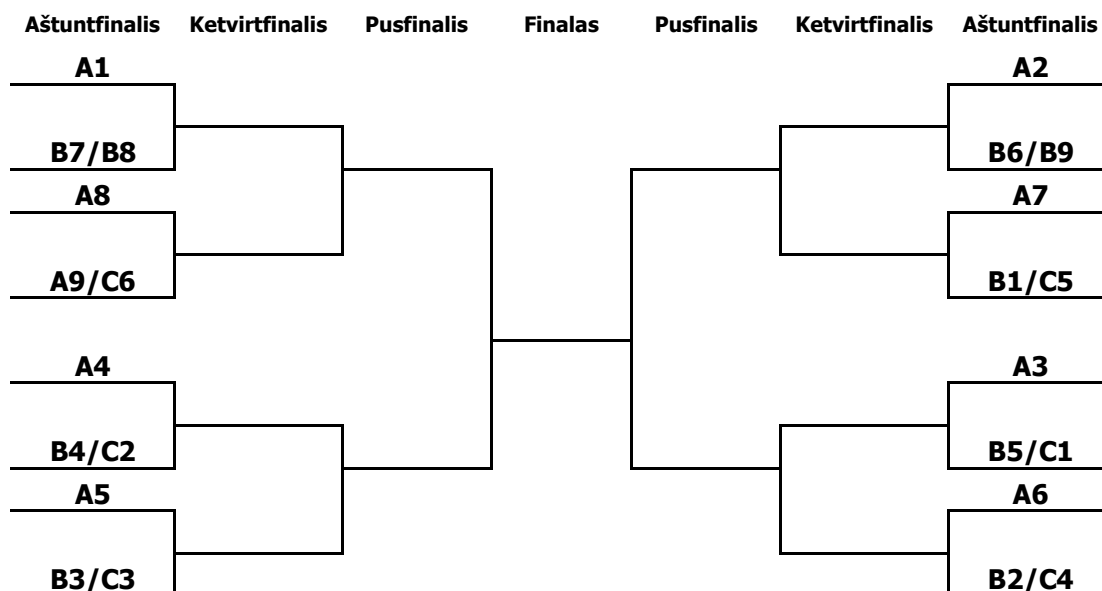 Aštuntfinalis Ketvirtfinalis Pusfinalis Finalas Pusfinalis Ketvirtfinalis Aštuntfinalis
A1 A2
B7/B8 B6/B9
A8 A7
A9/C6 B1/C5
A4 A3
B4/C2 B5/C1
A5 A6
B3/C3 B2/C4